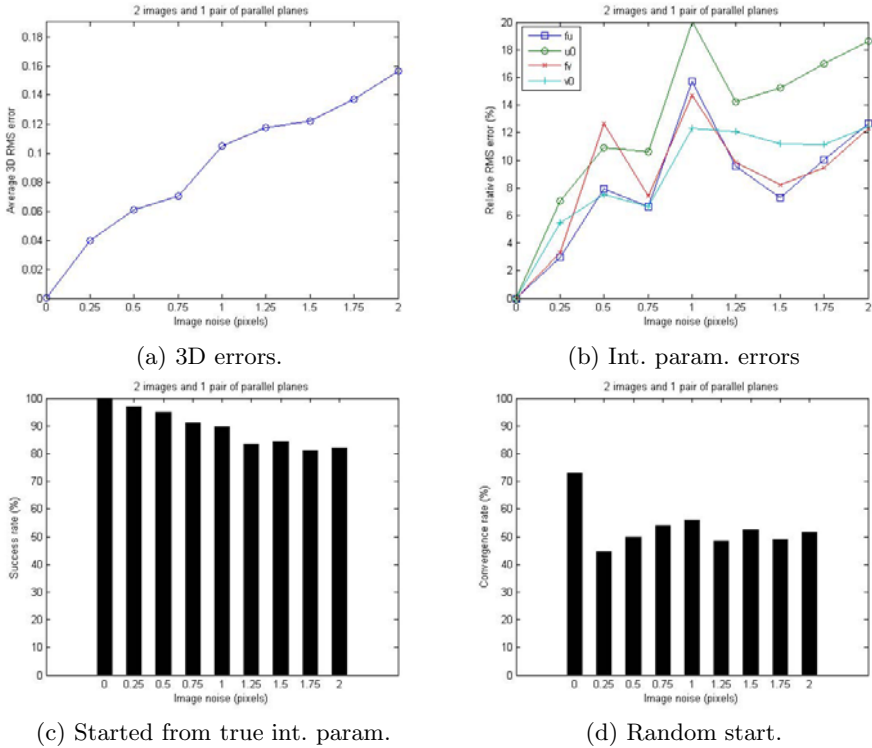 2 images and 1 pair of parallel planes
0.18
0.16
0.14
0.12
0.1
0.08
0.06
0.04
0.02
0
Average 3D RMS error
0 0.25 0.5 0.75 1 1.25 1.5 1.75 2
Image noise (pixels)
(a) 3D errors.
2 images and 1 pair of parallel planes
fu
u0
fv
v0
20
18
16
14
12
10
8
6
4
2
0
Relative RMS error (%)
0 0.25 0.5 0.75 1 1.25 1.5 1.75 2
Image noise (pixels)
(b) Int. param. errors
2 images and 1 pair of parallel planes
100
90
80
70
60
50
40
30
20
10
0
Success rate (%)
0 0.25 0.5 0.75 1 1.25 1.5 1.75 2
Image noise (pixels)
(c) Started from true int. param.
2 images and 1 pair of parallel planes
100
90
80
70
60
50
40
30
20
10
0
Convergence rate (%)
0 0.25 0.5 0.75 1 1.25 1.5 1.75 2
Image noise (pixels)
(d) Random start.